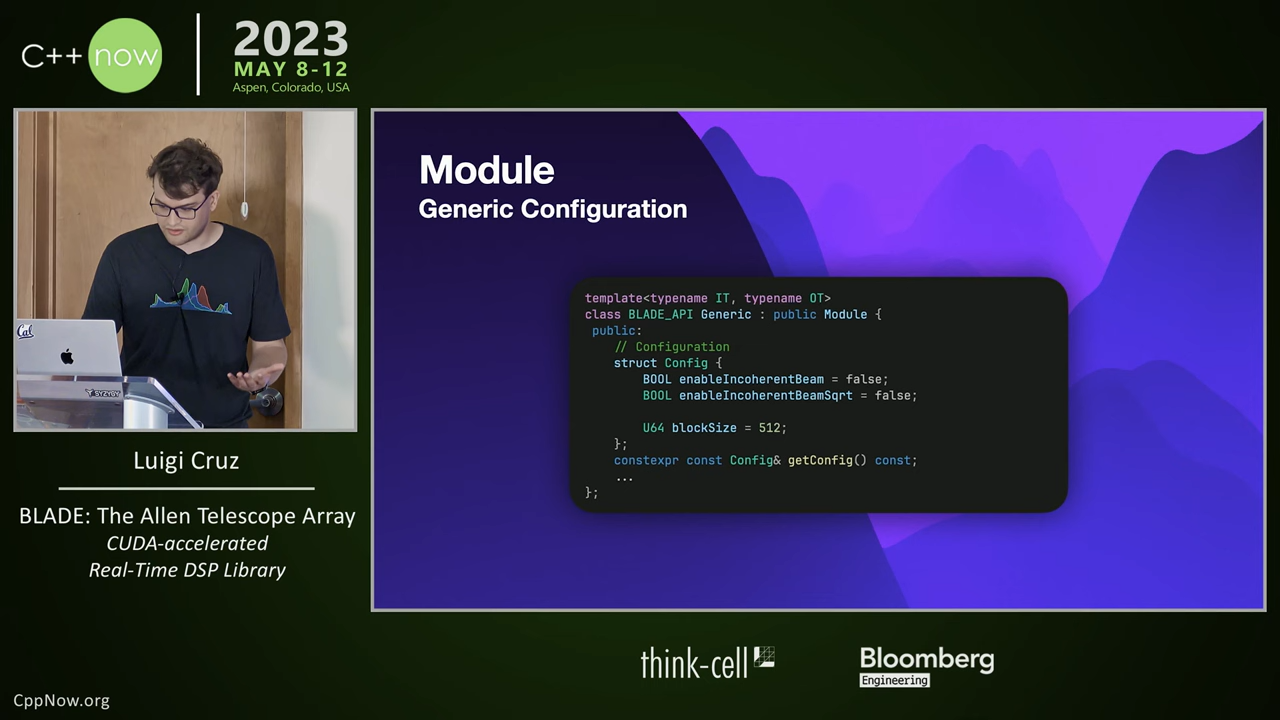 C++ now
2023
MAY 8-12
Aspen, Colorado, USA
Cal
SYZYGY
Luigi Cruz
BLADE: The Allen Telescope Array
CUDA-accelerated
Real-Time DSP Library
Module
Generic Configuration
template<typename IT, typename OT>
class BLADE_API Generic : public Module {
public:
// Configuration
struct Config {
BOOL enableIncoherentBeam = false;
BOOL enableIncoherentBeamSqrt = false;
U64 blockSize = 512;
};
constexpr const Config& getConfig() const;
...
};
think-cell
Bloomberg
Engineering
CppNow.org